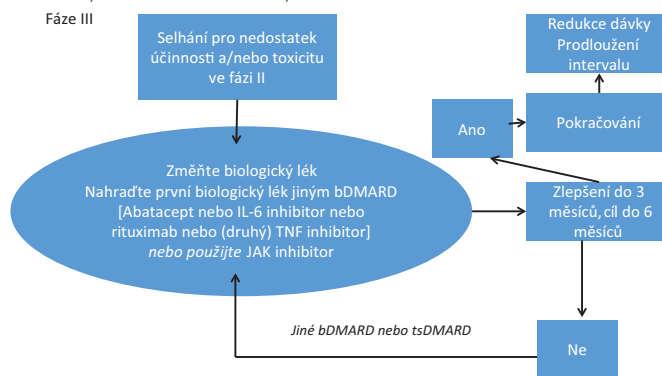 Fáze III
Selhání pro nedostatek
účinnosti a/nebo toxicitu
ve fázi II
Redukce dávky
Prodloužení
intervalu
Ano
Pokračování
Změňte biologický lék
Nahraďte první biologický lék jiným bDMARD
[Abatacept nebo IL-6 inhibitor nebo
rituximab nebo (druhý) TNF inhibitor]
nebo použijte JAK inhibitor
Zlepšení do 3
měsíců, cíl do 6
měsíců
Jiné bDMARD nebo tsDMARD
Ne